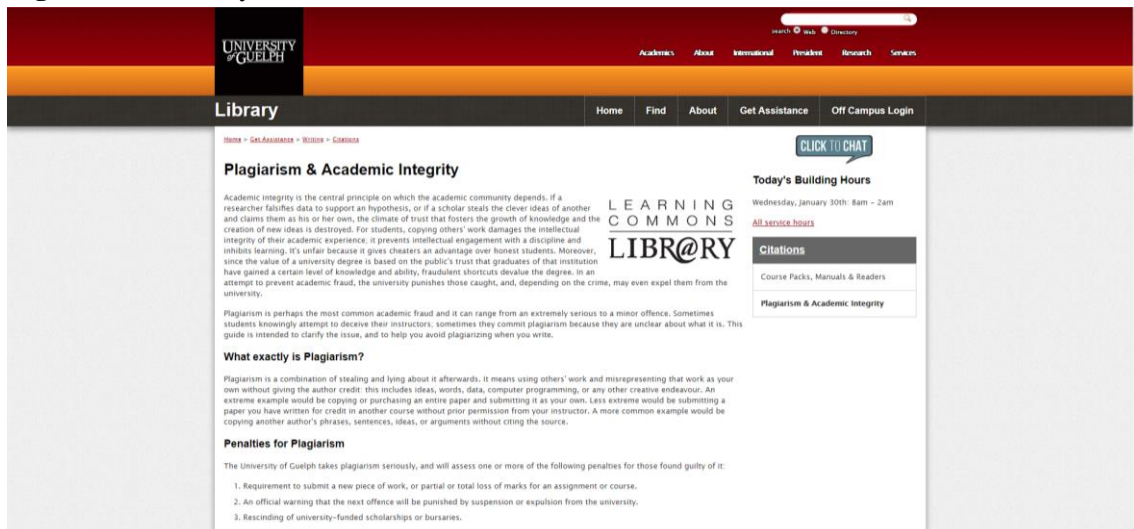 UNIVERSITY
of GUELPH
search Web Directory
Academics About International President Research Services
Library
Home Find About Get Assistance Off Campus Login
Home > Get Assistance > Writing > Citations
CLICK TO CHAT
Plagiarism & Academic Integrity
Academic integrity is the central principle on which the academic community depends. If a
researcher falsifies data to support an hypothesis, or if a scholar steals the clever ideas of another
and claims them as his or her own, the climate of trust that fosters the growth of knowledge and the
creation of new ideas is destroyed. For students, copying others' work damages the intellectual
integrity of their academic experience; it prevents intellectual engagement with a discipline and
inhibits learning. It's unfair because it gives cheaters an advantage over honest students. Moreover,
since the value of a university degree is based on the public's trust that graduates of that institution
have gained a certain level of knowledge and ability, fraudulent shortcuts devalue the degree. In an
attempt to prevent academic fraud, the university punishes those caught, and, depending on the crime, may even expel them from the
university.
LEARNING
COMMONS
LIBR@RY
Plagiarism is perhaps the most common academic fraud and it can range from an extremely serious to a minor offence. Sometimes
students knowingly attempt to deceive their instructors; sometimes they commit plagiarism because they are unclear about what it is. This
guide is intended to clarify the issue, and to help you avoid plagiarizing when you write.
What exactly is Plagiarism?
Plagiarism is a combination of stealing and lying about it afterwards. It means using others' work and misrepresenting that work as your
own without giving the author credit: this includes ideas, words, data, computer programming, or any other creative endeavour. An
extreme example would be copying or purchasing an entire paper and submitting it as your own. Less extreme would be submitting a
paper you have written for credit in another course without prior permission from your instructor. A more common example would be
copying another author's phrases, sentences, ideas, or arguments without citing the source.
Penalties for Plagiarism
The University of Guelph takes plagiarism seriously, and will assess one or more of the following penalties for those found guilty of it:
1. Requirement to submit a new piece of work, or partial or total loss of marks for an assignment or course.
2. An official warning that the next offence will be punished by suspension or expulsion from the university.
3. Rescinding of university-funded scholarships or bursaries.
Today's Building Hours
Wednesday, January 30th: 8am - 2am
All service hours
Citations
Course Packs, Manuals & Readers
Plagiarism & Academic Integrity